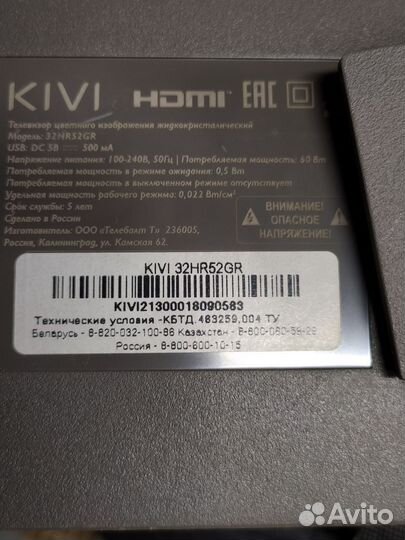 KIVI HDMI EAC
Телевизор цветного изображения жидкокристалический
Модель: 32HR52GR
USB: DC 5В 500 мА
Напряжение питания: 100-240В, 50Гц | Потребляемая мощность: 60 Вт
Потребляемая мощность в режиме ожидания: 0,5 Вт
Потребляемая мощность в выключенном режиме отсутствует
Удельная мощность рабочего режима: 0,022 Вт/см²
Срок службы: 5 лет
Сделано в России
Изготовитель: ООО «Телебалт Т» 236005,
Россия, Калининград, ул. Камская 62.
ВНИМАНИЕ!
ОПАСНОЕ
НАПРЯЖЕНИЕ!
KIVI 32HR52GR
KIVI21300018090583
Технические условия -КБТД.463259.004 ТУ
Беларусь - 8-820-032-100-86 Казахстан - 8-800-080-59-29
Россия - 8-800-600-10-15
Avito